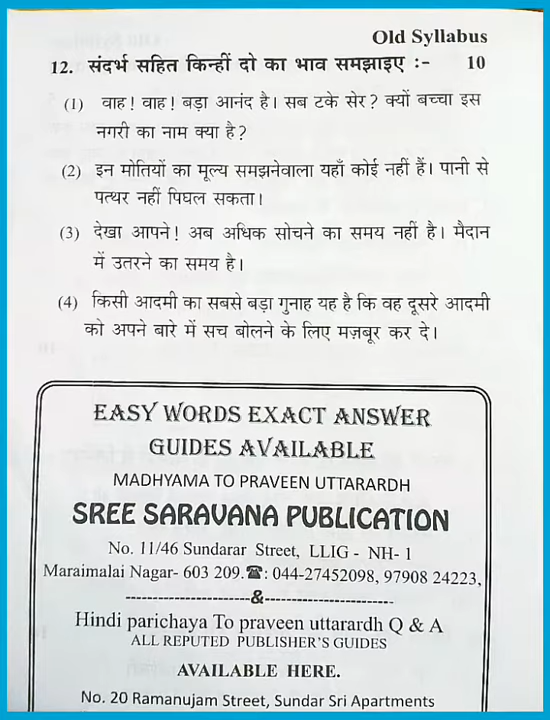 Old Syllabus
12. संदर्भ सहित किन्हीं दो का भाव समझाइए :- 10
(1) वाह! वाह! बड़ा आनंद है। सब टके सेर? क्यों बच्चा इस
नगरी का नाम क्या है?
(2) इन मोतियों का मूल्य समझनेवाला यहाँ कोई नहीं हैं। पानी से
पत्थर नहीं पिघल सकता।
(3) देखा आपने! अब अधिक सोचने का समय नहीं है। मैदान
में उतरने का समय है।
(4) किसी आदमी का सबसे बड़ा गुनाह यह है कि वह दूसरे आदमी
को अपने बारे में सच बोलने के लिए मज़बूर कर दे।
EASY WORDS EXACT ANSWER
GUIDES AVAILABLE
MADHYAMA TO PRAVEEN UTTARARDH
SREE SARAVANA PUBLICATION
No. 11/46 Sundarar Street, LLIG - NH- 1
Maraimalai Nagar- 603 209.☎: 044-27452098, 97908 24223,
------------------------&------------------------
Hindi parichaya To praveen uttarardh Q & A
ALL REPUTED PUBLISHER'S GUIDES
AVAILABLE HERE.
No. 20 Ramanujam Street, Sundar Sri Apartments